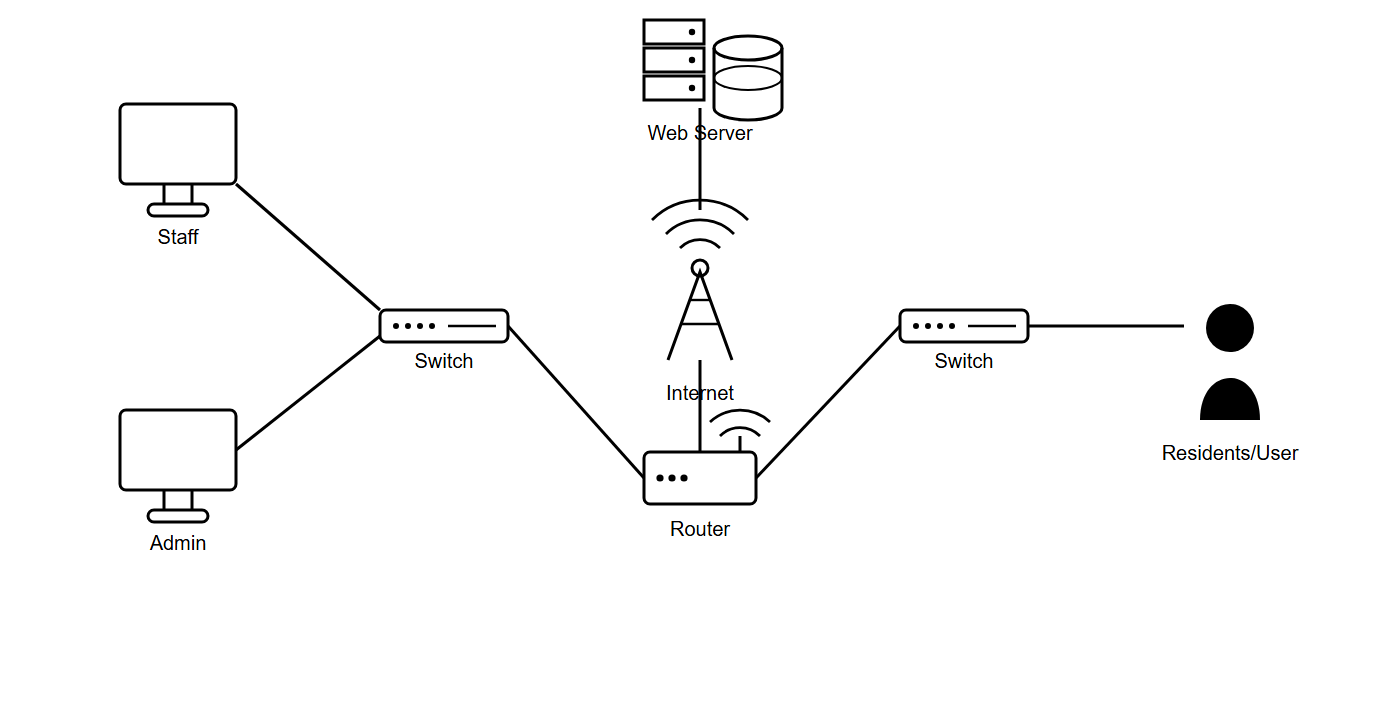 Web Server
Staff
Switch
Switch
Internet
Residents/User
Router
Admin